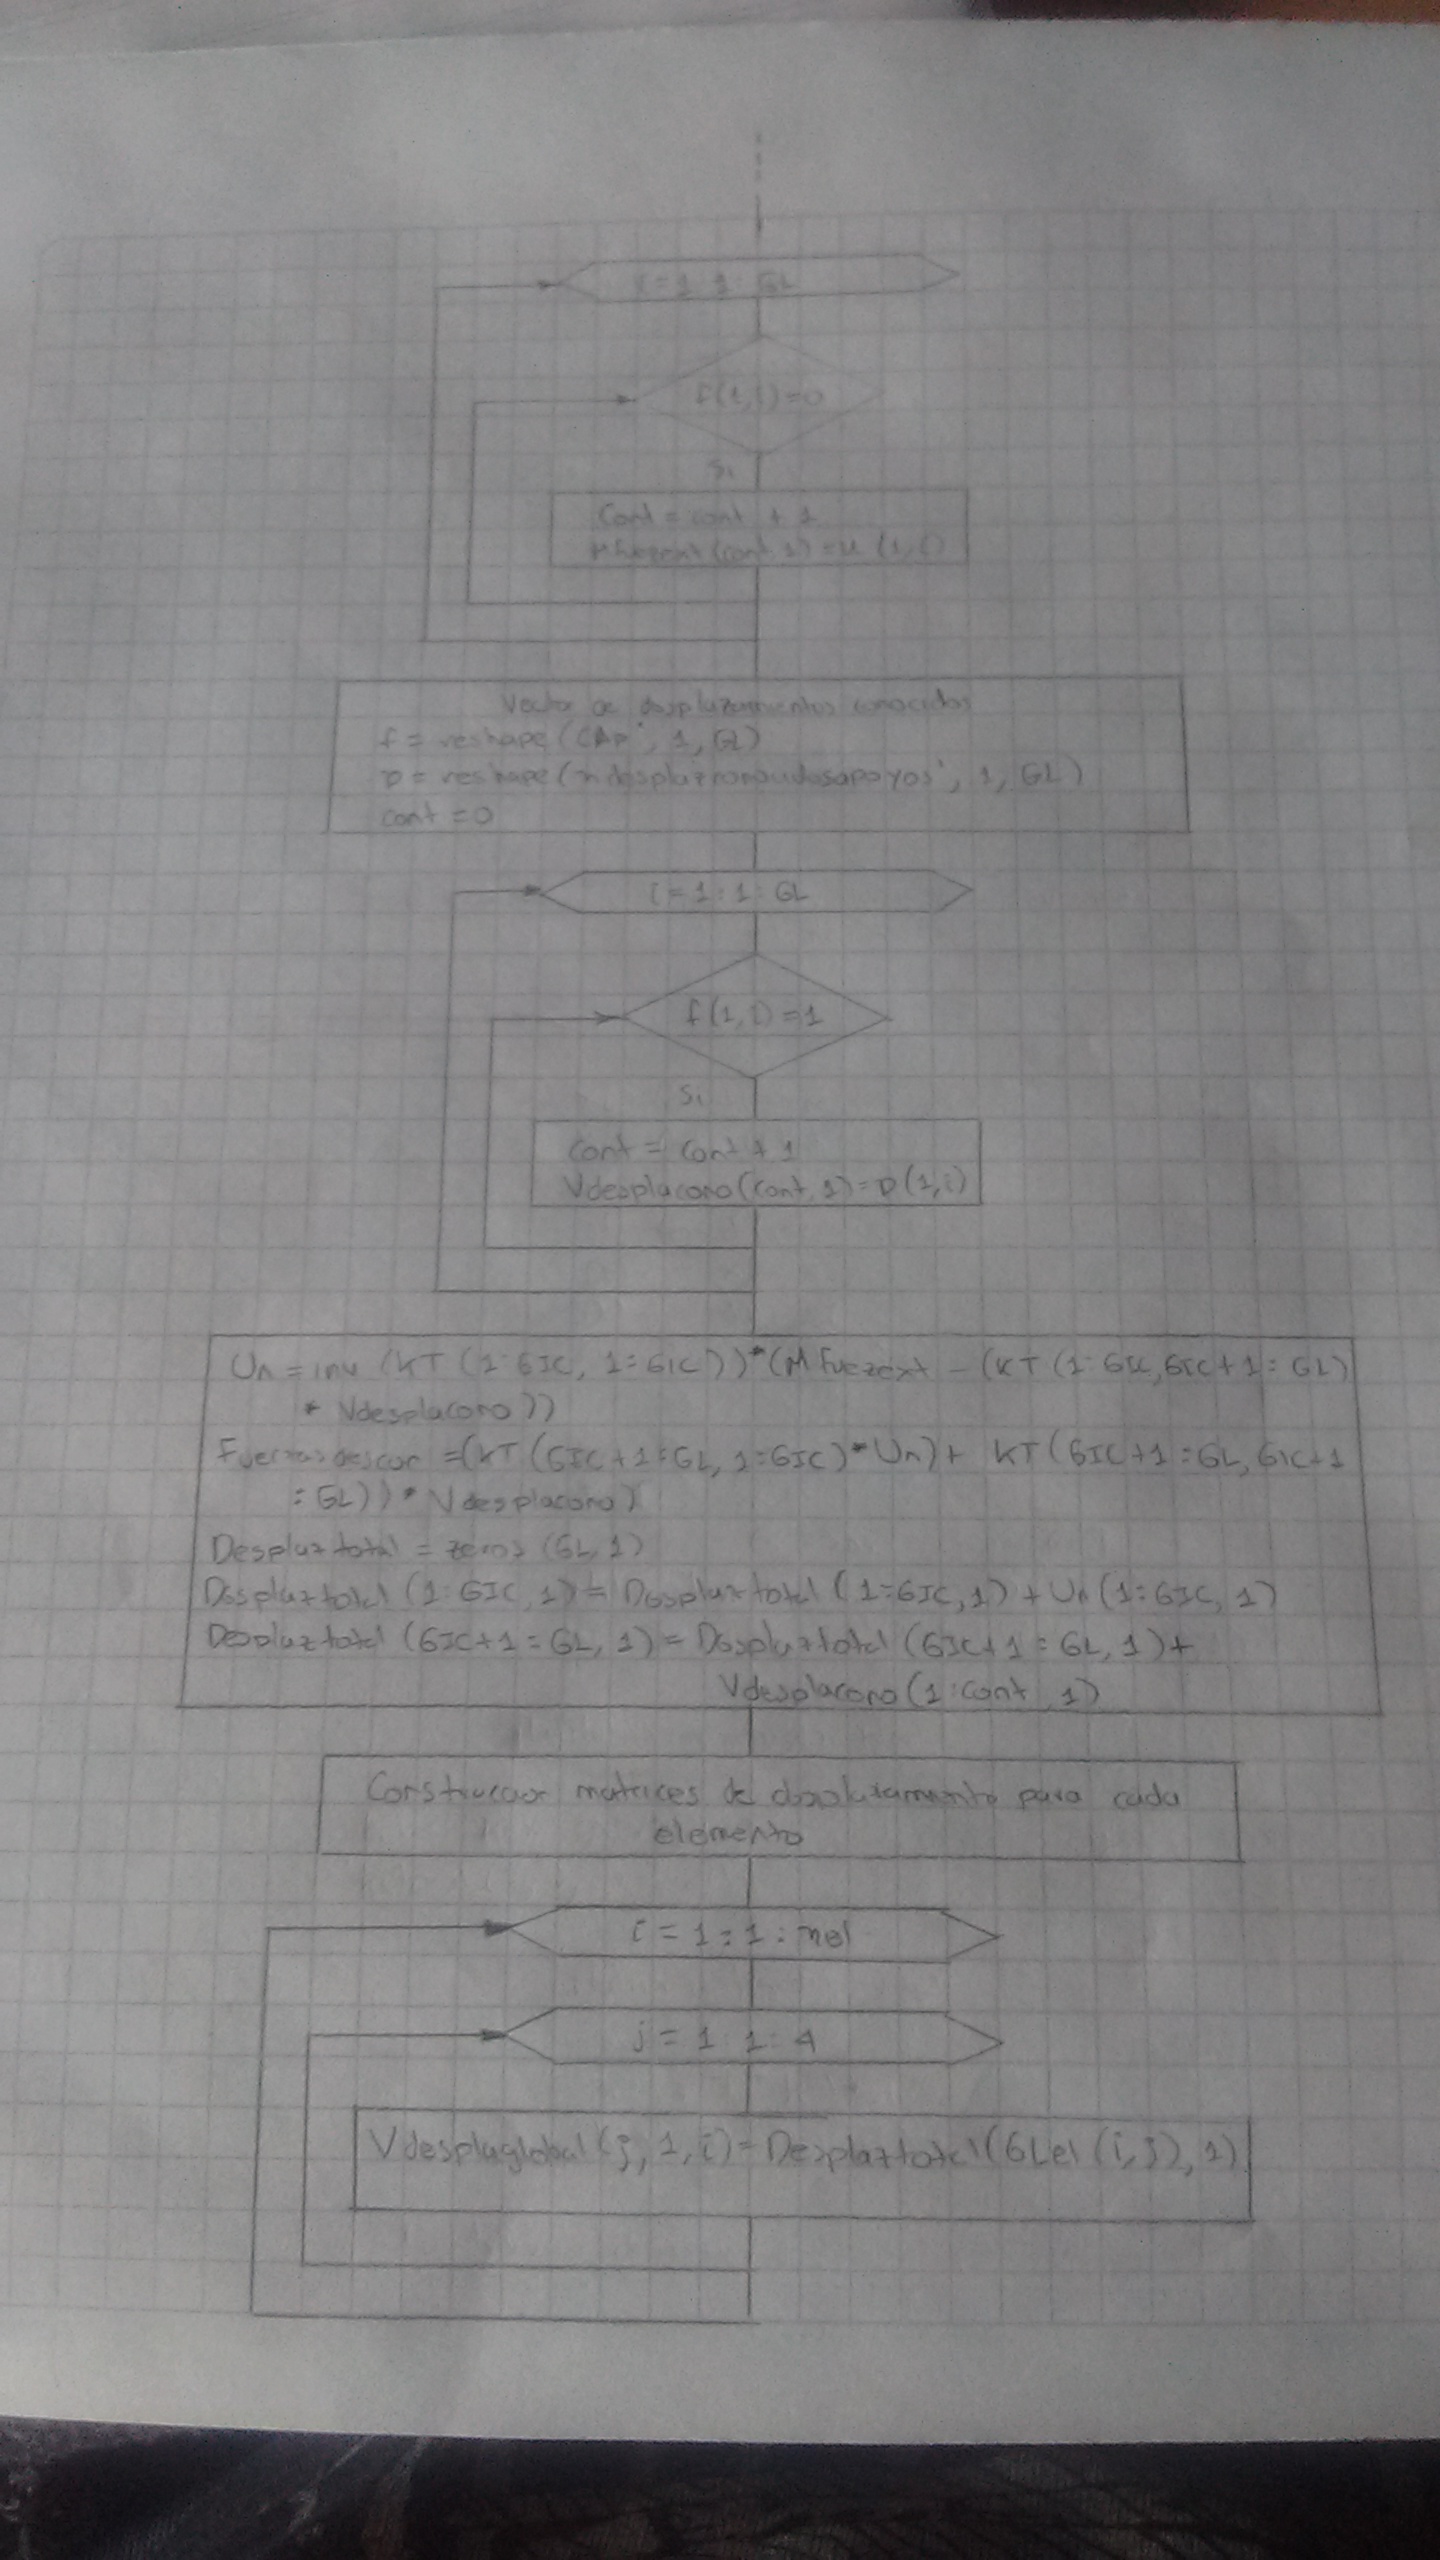 i = 1 : 1 : GL
f(1,i)=0
Si
Cont = cont + 1
MFuezext (cont, 1) = u (1, i)
Vector de desplazamientos conocidos
f = reshape (CAp', 1, GL)
D = reshape ( ', 1, GL)
cont = 0
i = 1 : 1 : GL
f(1,i) = 1
Si
cont = cont + 1
Vdesplacono(cont, 1) = D (1, i)
Un = inv (KT (1:GIC, 1:GIC))*(MFuezext - (KT (1:GIC, GIC+1 : GL)
* Vdesplacono))
=(KT (GIC+1:GL, 1:GIC)*Un)+ KT(GIC+1:GL, GIC+1
:GL))*Vdesplacono)
Desplaztotal = zeros (GL, 1)
Desplaztotal (1:GIC, 1) = Desplaztotal (1:GIC, 1) + Un (1:GIC, 1)
Desplaztotal (GIC+1 : GL, 1) = Desplaztotal (GIC+1 : GL, 1) +
Vdesplacono (1:cont, 1)
matrices de desplazamiento para cada
elemento
i = 1 : 1 : nel
j = 1 : 1 : 4
Vdesplaglobal (j, 1, i) = Desplaztotal (GLel (i, j), 1)